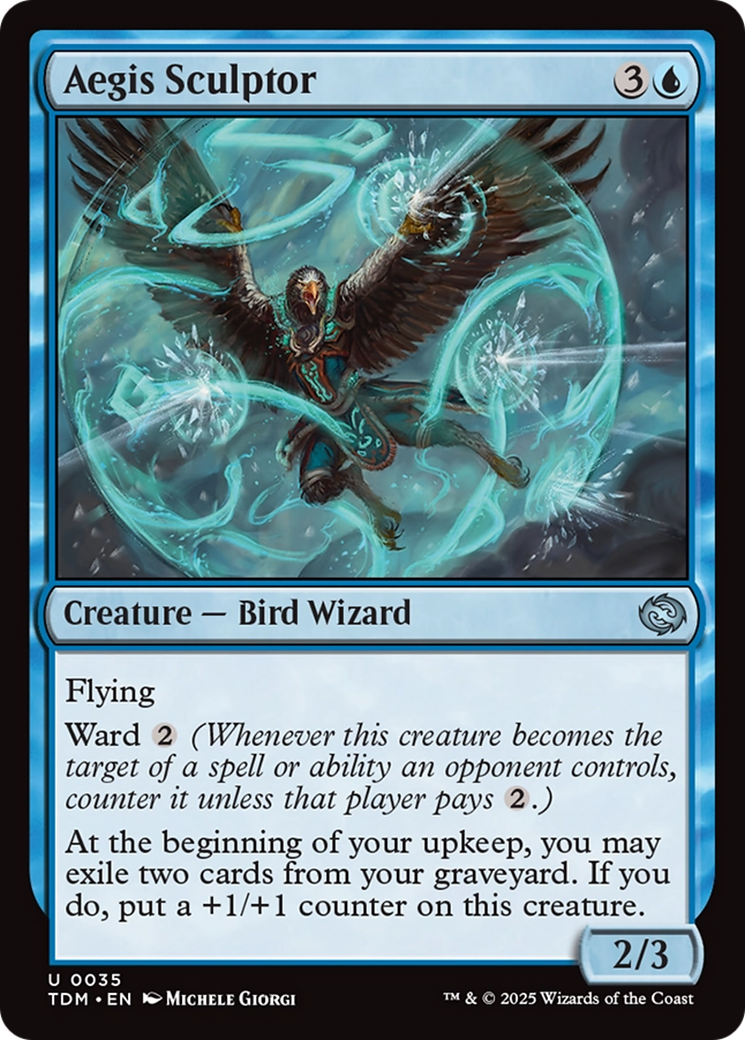 Aegis Sculptor 3
Creature — Bird Wizard
Flying
Ward 2 (Whenever this creature becomes the
target of a spell or ability an opponent controls,
counter it unless that player pays 2.)
At the beginning of your upkeep, you may
exile two cards from your graveyard. If you
do, put a +1/+1 counter on this creature.
2/3
U 0035
TDM • EN Michele Giorgi ™ & © 2025 Wizards of the Coast